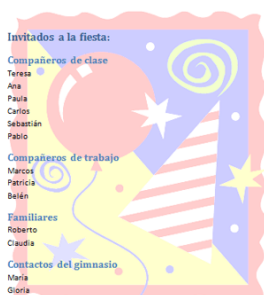 Invitados a la fiesta:
Compañeros de clase
Teresa
Ana
Paula
Carlos
Sebastián
Pablo
Compañeros de trabajo
Marcos
Patricia
Belén
Familiares
Roberto
Claudia
Contactos del gimnasio
María
Gloria